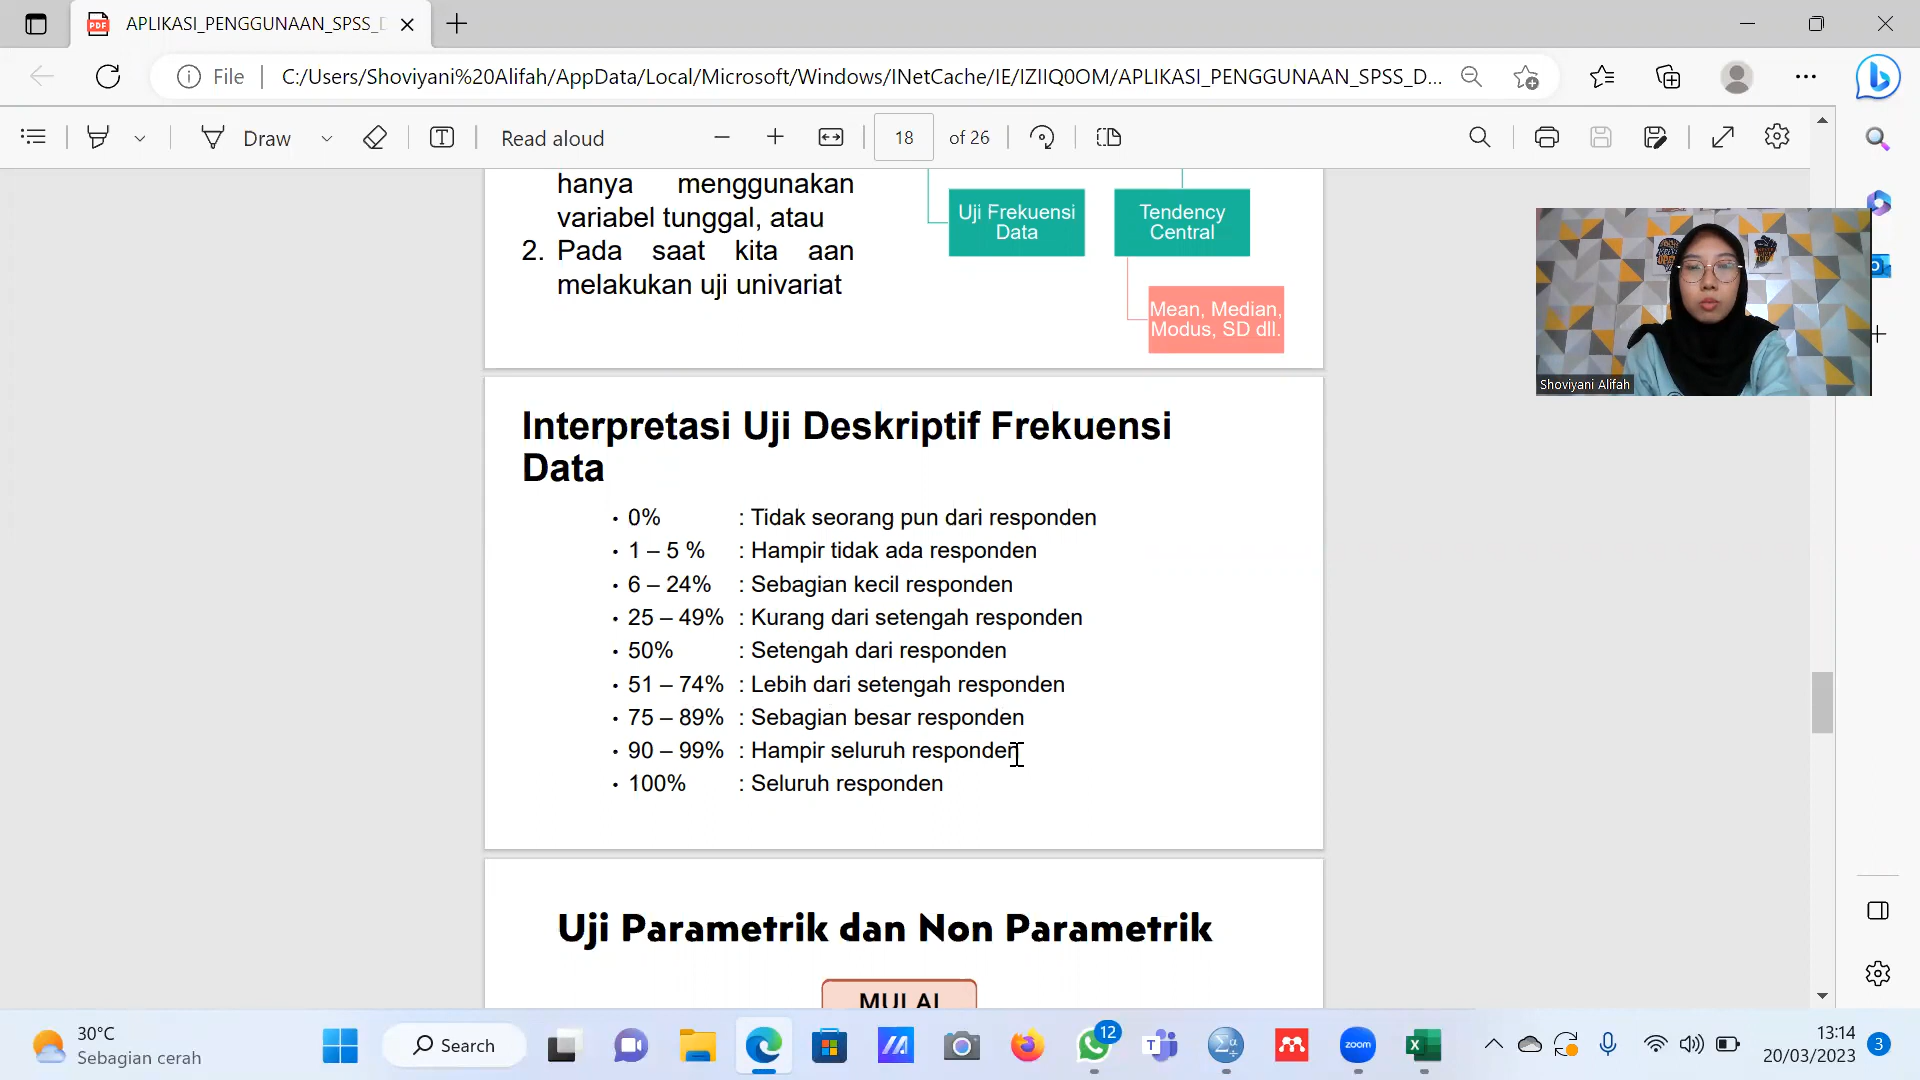 APLIKASI_PENGGUNAAN_SPSS_D
File
C:/Users/Shoviyani%20Alifah/AppData/Local/Microsoft/Windows/INetCache/IE/IZIIQ0OM/APLIKASI_PENGGUNAAN_SPSS_D...
Draw
Read aloud
18
of 26
hanya menggunakan
variabel tunggal, atau
2. Pada saat kita aan
melakukan uji univariat
Uji Frekuensi
Data
Tendency
Central
Mean, Median,
Modus, SD dll.
Shoviyani Alifah
Interpretasi Uji Deskriptif Frekuensi
Data
• 0% : Tidak seorang pun dari responden
• 1 – 5 % : Hampir tidak ada responden
• 6 – 24% : Sebagian kecil responden
• 25 – 49% : Kurang dari setengah responden
• 50% : Setengah dari responden
• 51 – 74% : Lebih dari setengah responden
• 75 – 89% : Sebagian besar responden
• 90 – 99% : Hampir seluruh responden
• 100% : Seluruh responden
Uji Parametrik dan Non Parametrik
MULAI
30°C
Sebagian cerah
Search
12
zoom
13:14
20/03/2023
3